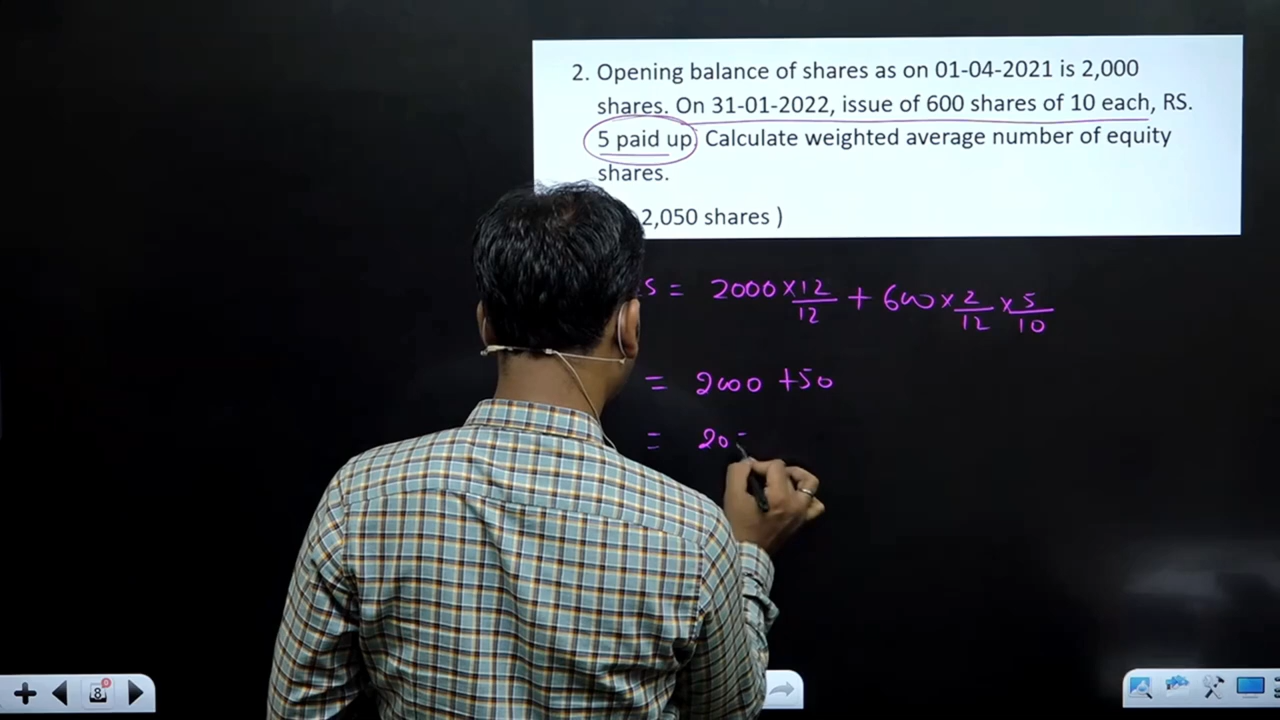 2. Opening balance of shares as on 01-04-2021 is 2,000
shares. On 31-01-2022, issue of 600 shares of 10 each, RS.
5 paid up. Calculate weighted average number of equity
shares.
2,050 shares )
S = 2000 × 12/12 + 600 × 2/12 × 5/10
= 2000 + 50
= 205
8